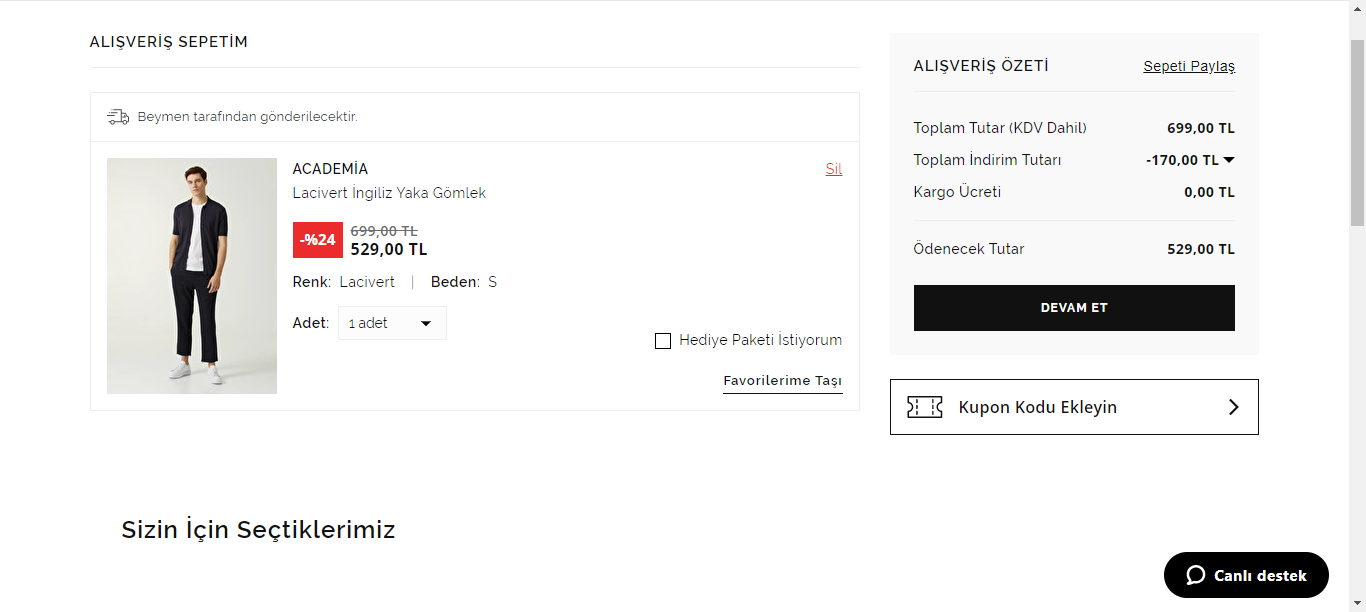 ALIŞVERİŞ SEPETİM
Beymen tarafından gönderilecektir.
ACADEMİA
Sil
Lacivert İngiliz Yaka Gömlek
-%24
699,00 TL
529,00 TL
Renk: Lacivert | Beden: S
Adet: 1 adet
Hediye Paketi İstiyorum
Favorilerime Taşı
ALIŞVERİŞ ÖZETİ
Sepeti Paylaş
Toplam Tutar (KDV Dahil) 699,00 TL
Toplam İndirim Tutarı -170,00 TL
Kargo Ücreti 0,00 TL
Ödenecek Tutar 529,00 TL
DEVAM ET
Kupon Kodu Ekleyin
Sizin İçin Seçtiklerimiz
Canlı destek